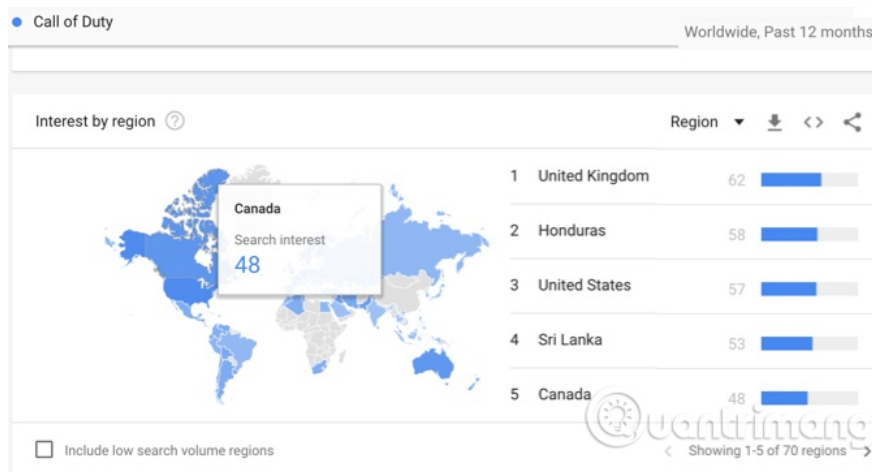 Call of Duty
Worldwide, Past 12 months
Interest by region ?
Region
Canada
Search interest
48
1 United Kingdom 62
2 Honduras 58
3 United States 57
4 Sri Lanka 53
5 Canada 48
Quantrimang
Include low search volume regions
Showing 1-5 of 70 regions